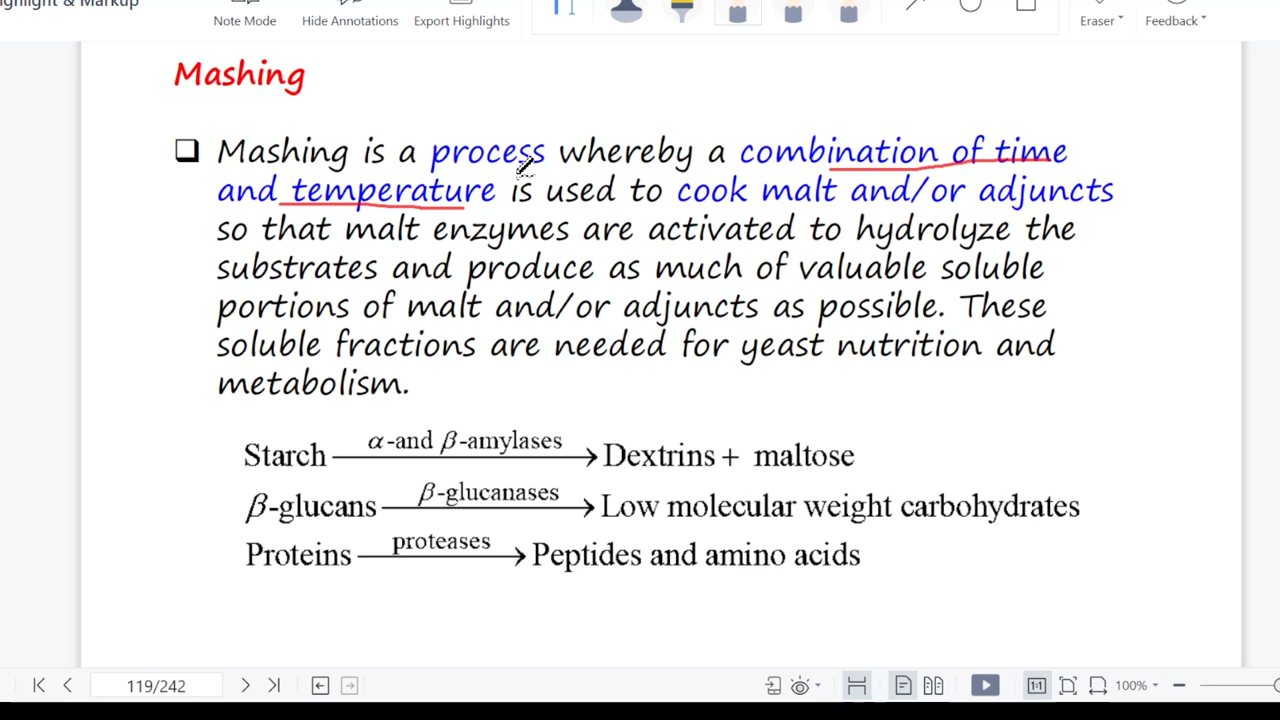 Highlight & Markup
Note Mode
Hide Annotations
Export Highlights
Eraser
Feedback
Mashing
❑ Mashing is a process whereby a combination of time
and temperature is used to cook malt and/or adjuncts
so that malt enzymes are activated to hydrolyze the
substrates and produce as much of valuable soluble
portions of malt and/or adjuncts as possible. These
soluble fractions are needed for yeast nutrition and
metabolism.
α-and β-amylases
Starch ⟶ Dextrins + maltose
β-glucanases
β-glucans ⟶ Low molecular weight carbohydrates
proteases
Proteins ⟶ Peptides and amino acids
119/242
1:1
100%